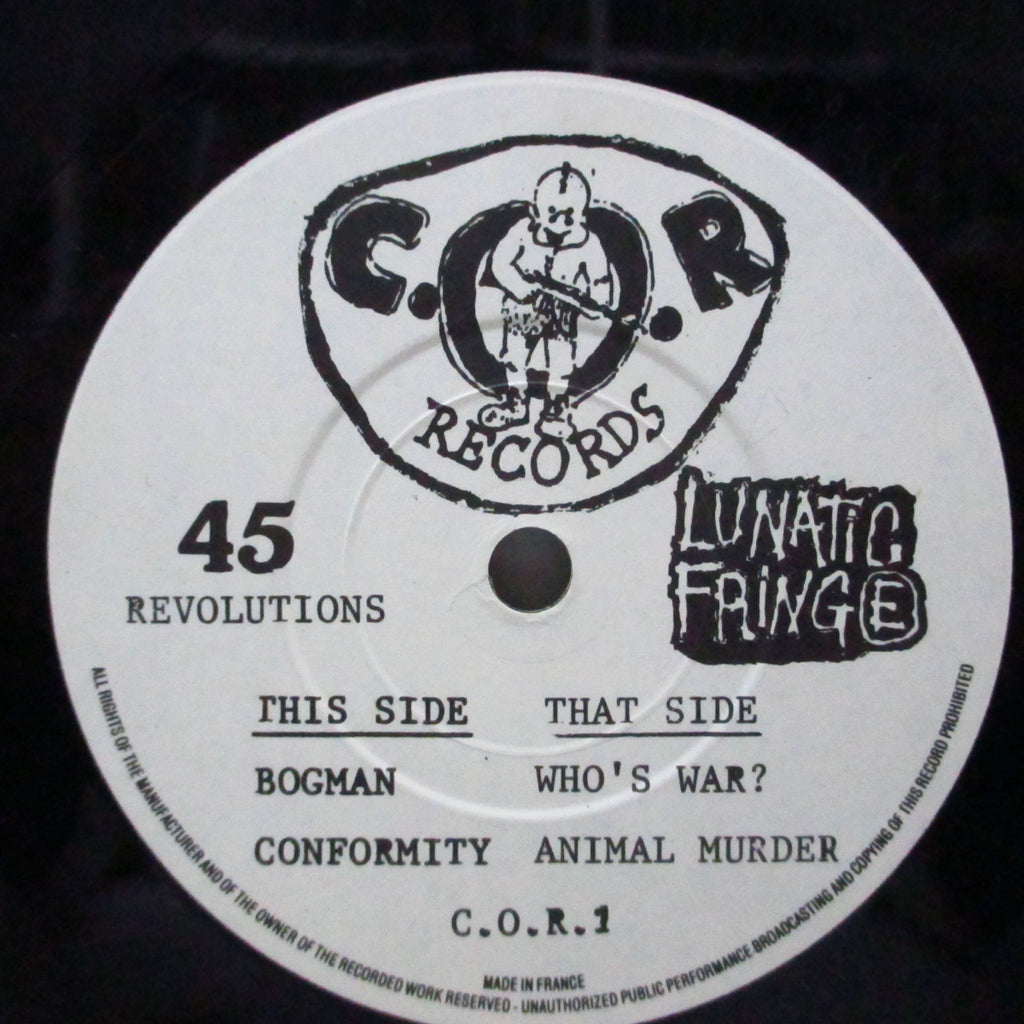 C.O.R
RECORDS
LUNATIC
FRINGE
45
REVOLUTIONS
THIS SIDE THAT SIDE
BOGMAN WHO'S WAR?
CONFORMITY ANIMAL MURDER
C.O.R.1
MADE IN FRANCE
ALL RIGHTS OF THE MANUFACTURER AND OF THE OWNER OF THE RECORDED WORK RESERVED - UNAUTHORIZED PUBLIC PERFORMANCE-BROADCASTING AND COPYING OF THIS RECORD PROHIBITED